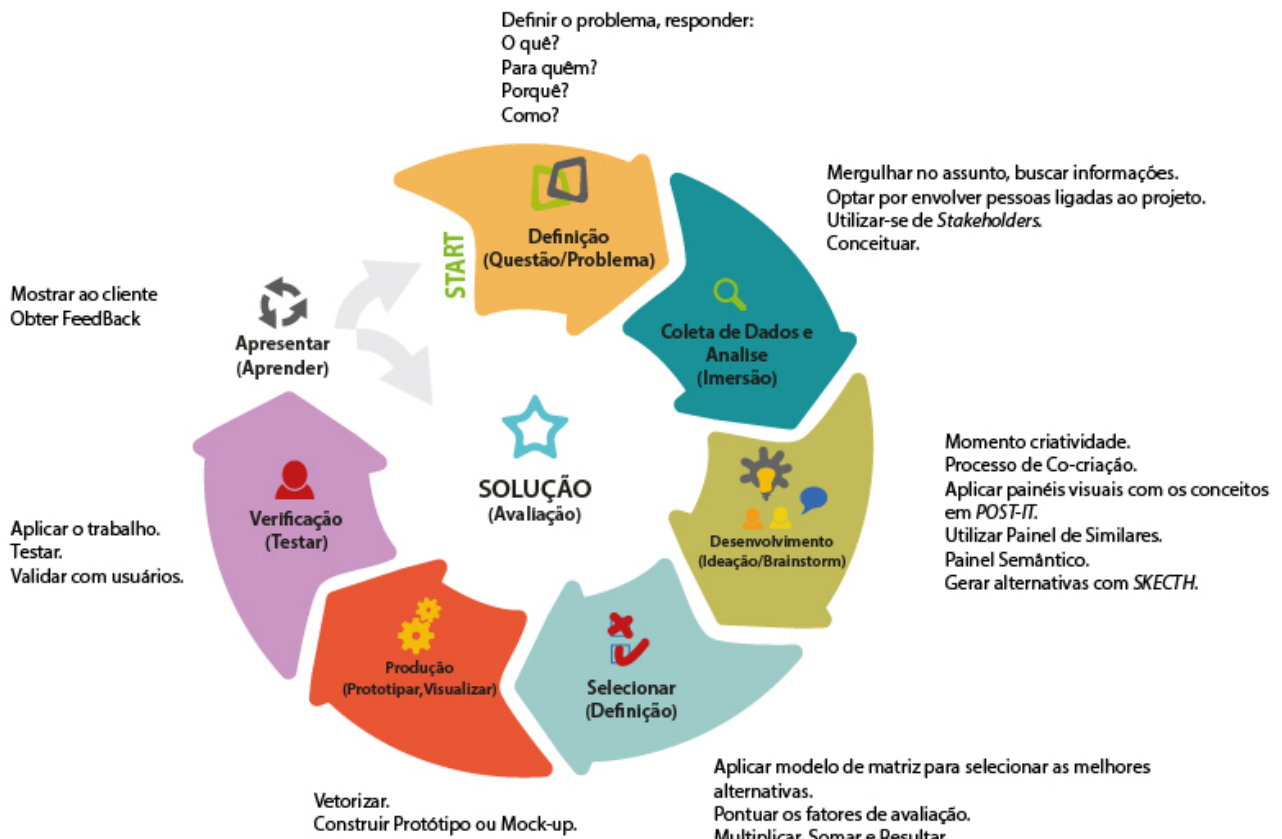 Definir o problema, responder:
O quê?
Para quêm?
Porquê?
Como?
START
Definição
(Questão/Problema)
Mergulhar no assunto, buscar informações.
Optar por envolver pessoas ligadas ao projeto.
Utilizar-se de Stakeholders.
Conceituar.
Coleta de Dados e
Analise
(Imersão)
Momento criatividade.
Processo de Co-criação.
Aplicar painéis visuais com os conceitos
em POST-IT.
Utilizar Painel de Similares.
Painel Semântico.
Gerar alternativas com SKECTH.
Desenvolvimento
(Ideação/Brainstorm)
Selecionar
(Definição)
Aplicar modelo de matriz para selecionar as melhores
alternativas.
Pontuar os fatores de avaliação.
Multiplicar, Somar e Resultar.
Produção
(Prototipar,Visualizar)
Vetorizar.
Construir Protótipo ou Mock-up.
Verificação
(Testar)
Aplicar o trabalho.
Testar.
Validar com usuários.
Apresentar
(Aprender)
Mostrar ao cliente
Obter FeedBack
SOLUÇÃO
(Avaliação)